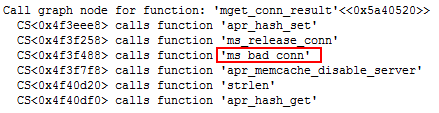 Call graph node for function: 'mget_conn_result'<<0x5a40520>>
CS<0x4f3eee8> calls function 'apr_hash_set'
CS<0x4f3f258> calls function 'ms_release_conn'
CS<0x4f3f488> calls function 'ms_bad_conn'
CS<0x4f3f7f8> calls function 'apr_memcache_disable_server'
CS<0x4f40d20> calls function 'strlen'
CS<0x4f40df0> calls function 'apr_hash_get'